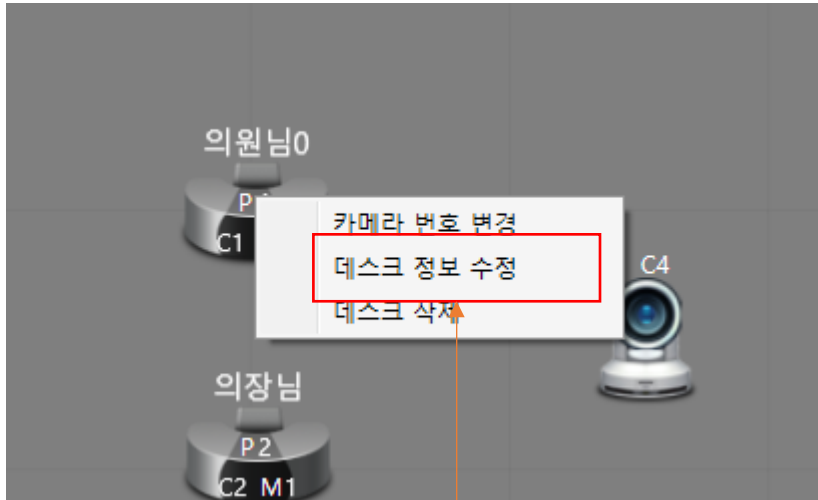 의원님0
P
C1
카메라 번호 변경
데스크 정보 수정
데스크 삭제
C4
의장님
P2
C2 M1